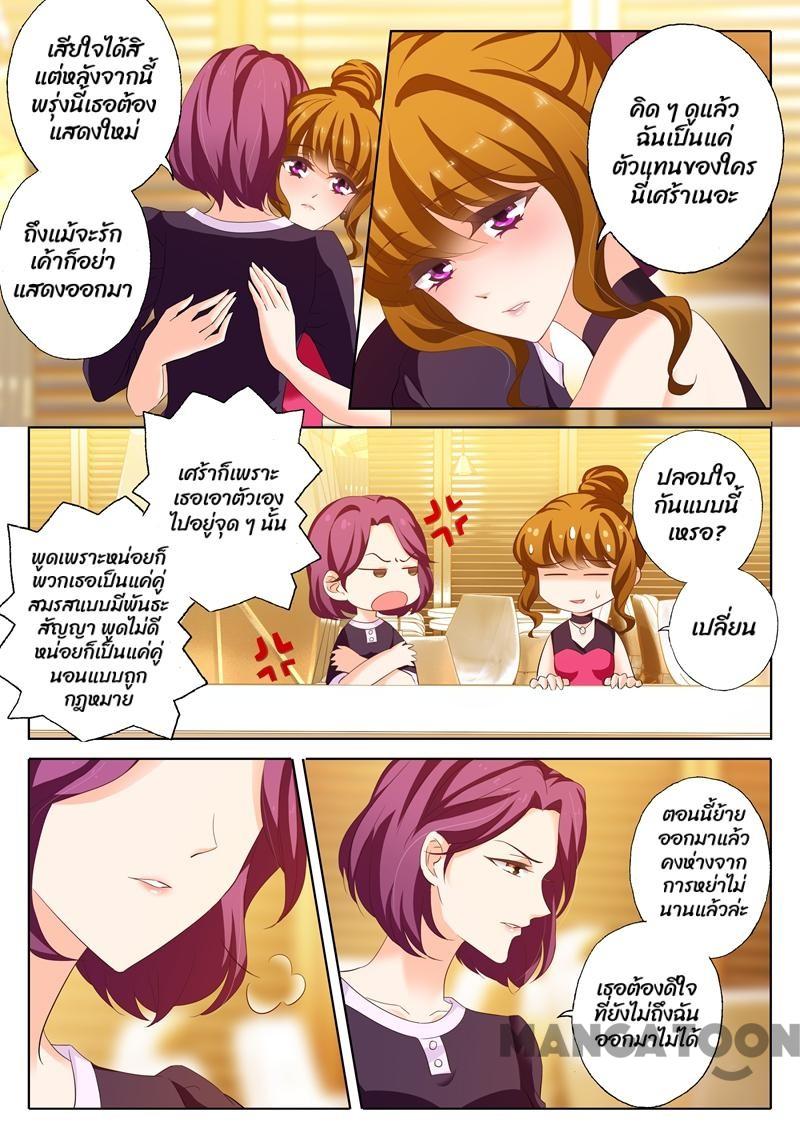 เสียใจได้สิ
แต่หลังจากนี้
พรุ่งนี้เธอต้อง
แสดงใหม่
ถึงแม้จะรัก
เค้าก็อย่า
แสดงออกมา
คิด ๆ ดูแล้ว
ฉันเป็นแค่
ตัวแทนของใคร
นี่เศร้าเนอะ
เศร้าก็เพราะ
เธอเอาตัวเอง
ไปอยู่จุด ๆ นั้น
พูดเพราะหน่อยก็
พวกเธอเป็นแค่คู่
สมรสแบบมีพันธะ
สัญญา พูดไม่ดี
หน่อยก็เป็นแค่คู่
นอนแบบถูก
กฎหมาย
ปลอบใจ
กันแบบนี้
เหรอ?
เปลี่ยน
ตอนนี้ย้าย
ออกมาแล้ว
คงห่างจาก
การหย่าไม่
นานแล้วล่ะ
เธอต้องดีใจ
ที่ยังไม่ถึงฉัน
ออกมาไม่ได้
MANGATOON